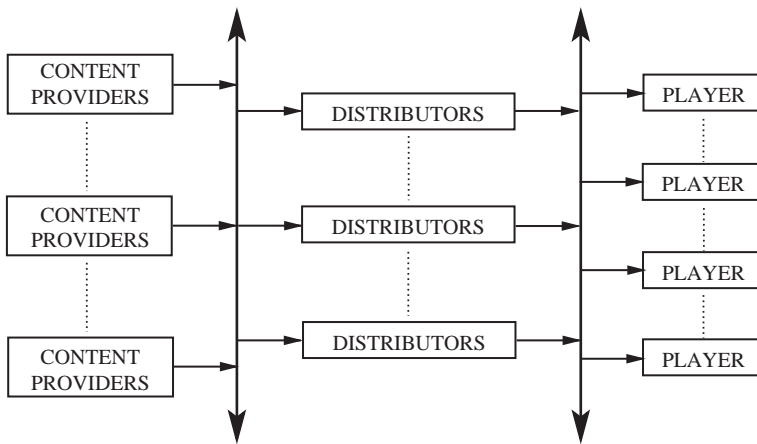 CONTENT
PROVIDERS
CONTENT
PROVIDERS
CONTENT
PROVIDERS
DISTRIBUTORS
DISTRIBUTORS
DISTRIBUTORS
PLAYER
PLAYER
PLAYER
PLAYER